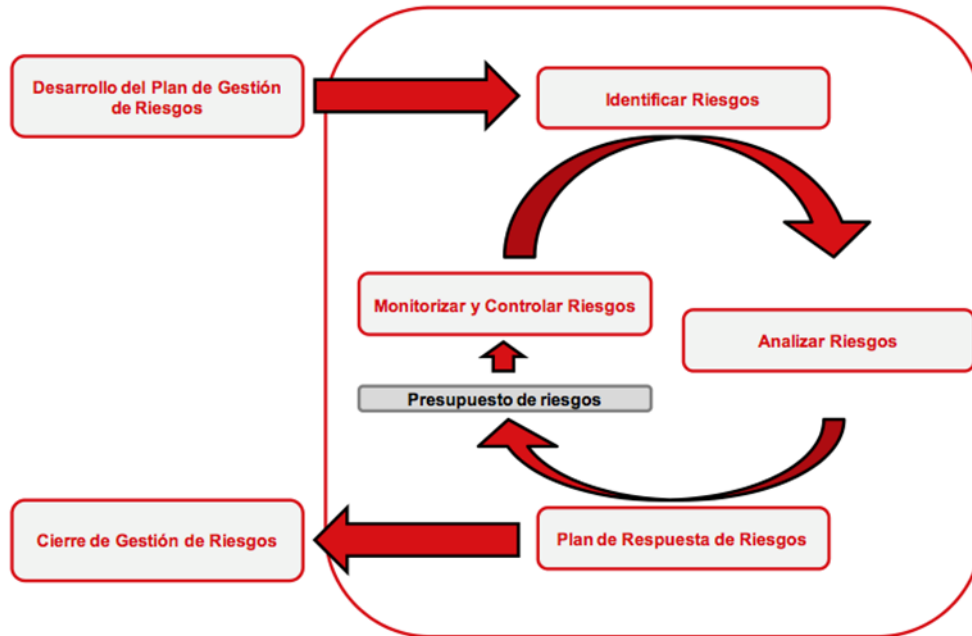 Desarrollo del Plan de Gestión
de Riesgos
Identificar Riesgos
Monitorizar y Controlar Riesgos
Analizar Riesgos
Presupuesto de riesgos
Cierre de Gestión de Riesgos
Plan de Respuesta de Riesgos